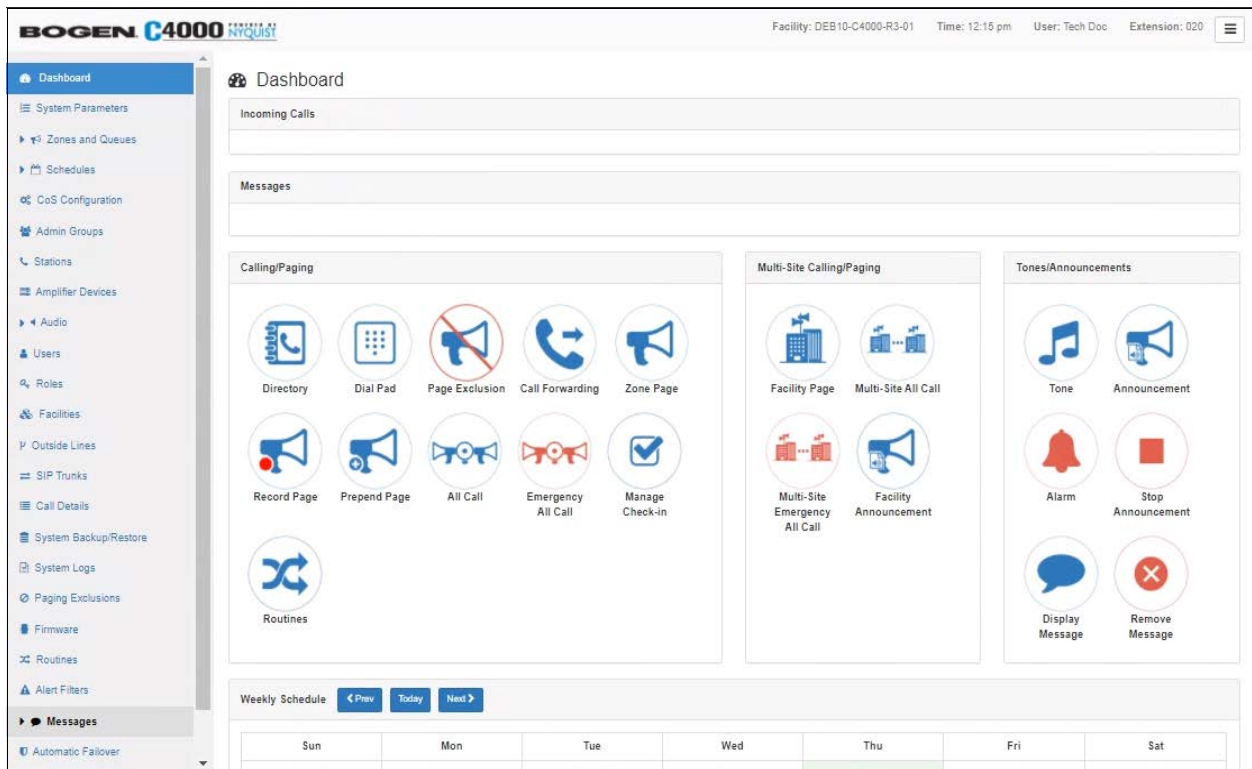 BOGEN C4000 POWERED BY NYQUIST
Facility: DEB10-C4000-R3-01 Time: 12:15 pm User: Tech Doc Extension: 020
Dashboard
System Parameters
Zones and Queues
Schedules
CoS Configuration
Admin Groups
Stations
Amplifier Devices
Audio
Users
Roles
Facilities
Outside Lines
SIP Trunks
Call Details
System Backup/Restore
System Logs
Paging Exclusions
Firmware
Routines
Alert Filters
Messages
Automatic Failover
Dashboard
Incoming Calls
Messages
Calling/Paging
Directory
Dial Pad
Page Exclusion
Call Forwarding
Zone Page
Record Page
Prepend Page
All Call
Emergency
All Call
Manage
Check-in
Routines
Multi-Site Calling/Paging
Facility Page
Multi-Site All Call
Multi-Site
Emergency
All Call
Facility
Announcement
Tones/Announcements
Tone
Announcement
Alarm
Stop
Announcement
Display
Message
Remove
Message
Weekly Schedule Prev Today Next
Sun Mon Tue Wed Thu Fri Sat